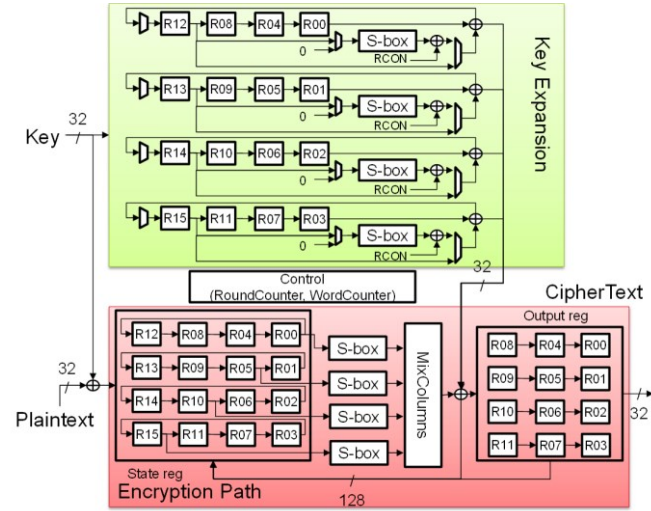 R12 R08 R04 R00
S-box
0
RCON
R13 R09 R05 R01
S-box
0
RCON
Key Expansion
32
Key
R14 R10 R06 R02
S-box
0
RCON
R15 R11 R07 R03
S-box
0
RCON
32
Control
(RoundCounter, WordCounter)
CipherText
Output reg
R12 R08 R04 R00
S-box
R08 R04 R00
R13 R09 R05 R01
S-box
MixColumns
R09 R05 R01
32
R14 R10 R06 R02
S-box
R10 R06 R02
32
Plaintext
R15 R11 R07 R03
S-box
R11 R07 R03
State reg
Encryption Path
128